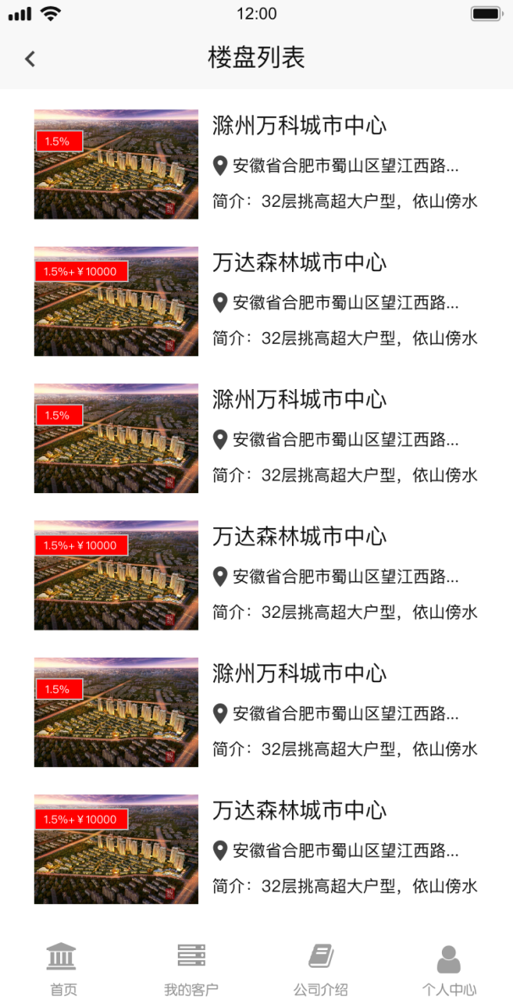 12:00
楼盘列表
1.5%
滁州万科城市中心
安徽省合肥市蜀山区望江西路...
简介：32层挑高超大户型，依山傍水
1.5%+¥10000
万达森林城市中心
安徽省合肥市蜀山区望江西路...
简介：32层挑高超大户型，依山傍水
1.5%
滁州万科城市中心
安徽省合肥市蜀山区望江西路...
简介：32层挑高超大户型，依山傍水
1.5%+¥10000
万达森林城市中心
安徽省合肥市蜀山区望江西路...
简介：32层挑高超大户型，依山傍水
1.5%
滁州万科城市中心
安徽省合肥市蜀山区望江西路...
简介：32层挑高超大户型，依山傍水
1.5%+¥10000
万达森林城市中心
安徽省合肥市蜀山区望江西路...
简介：32层挑高超大户型，依山傍水
首页 我的客户 公司介绍 个人中心